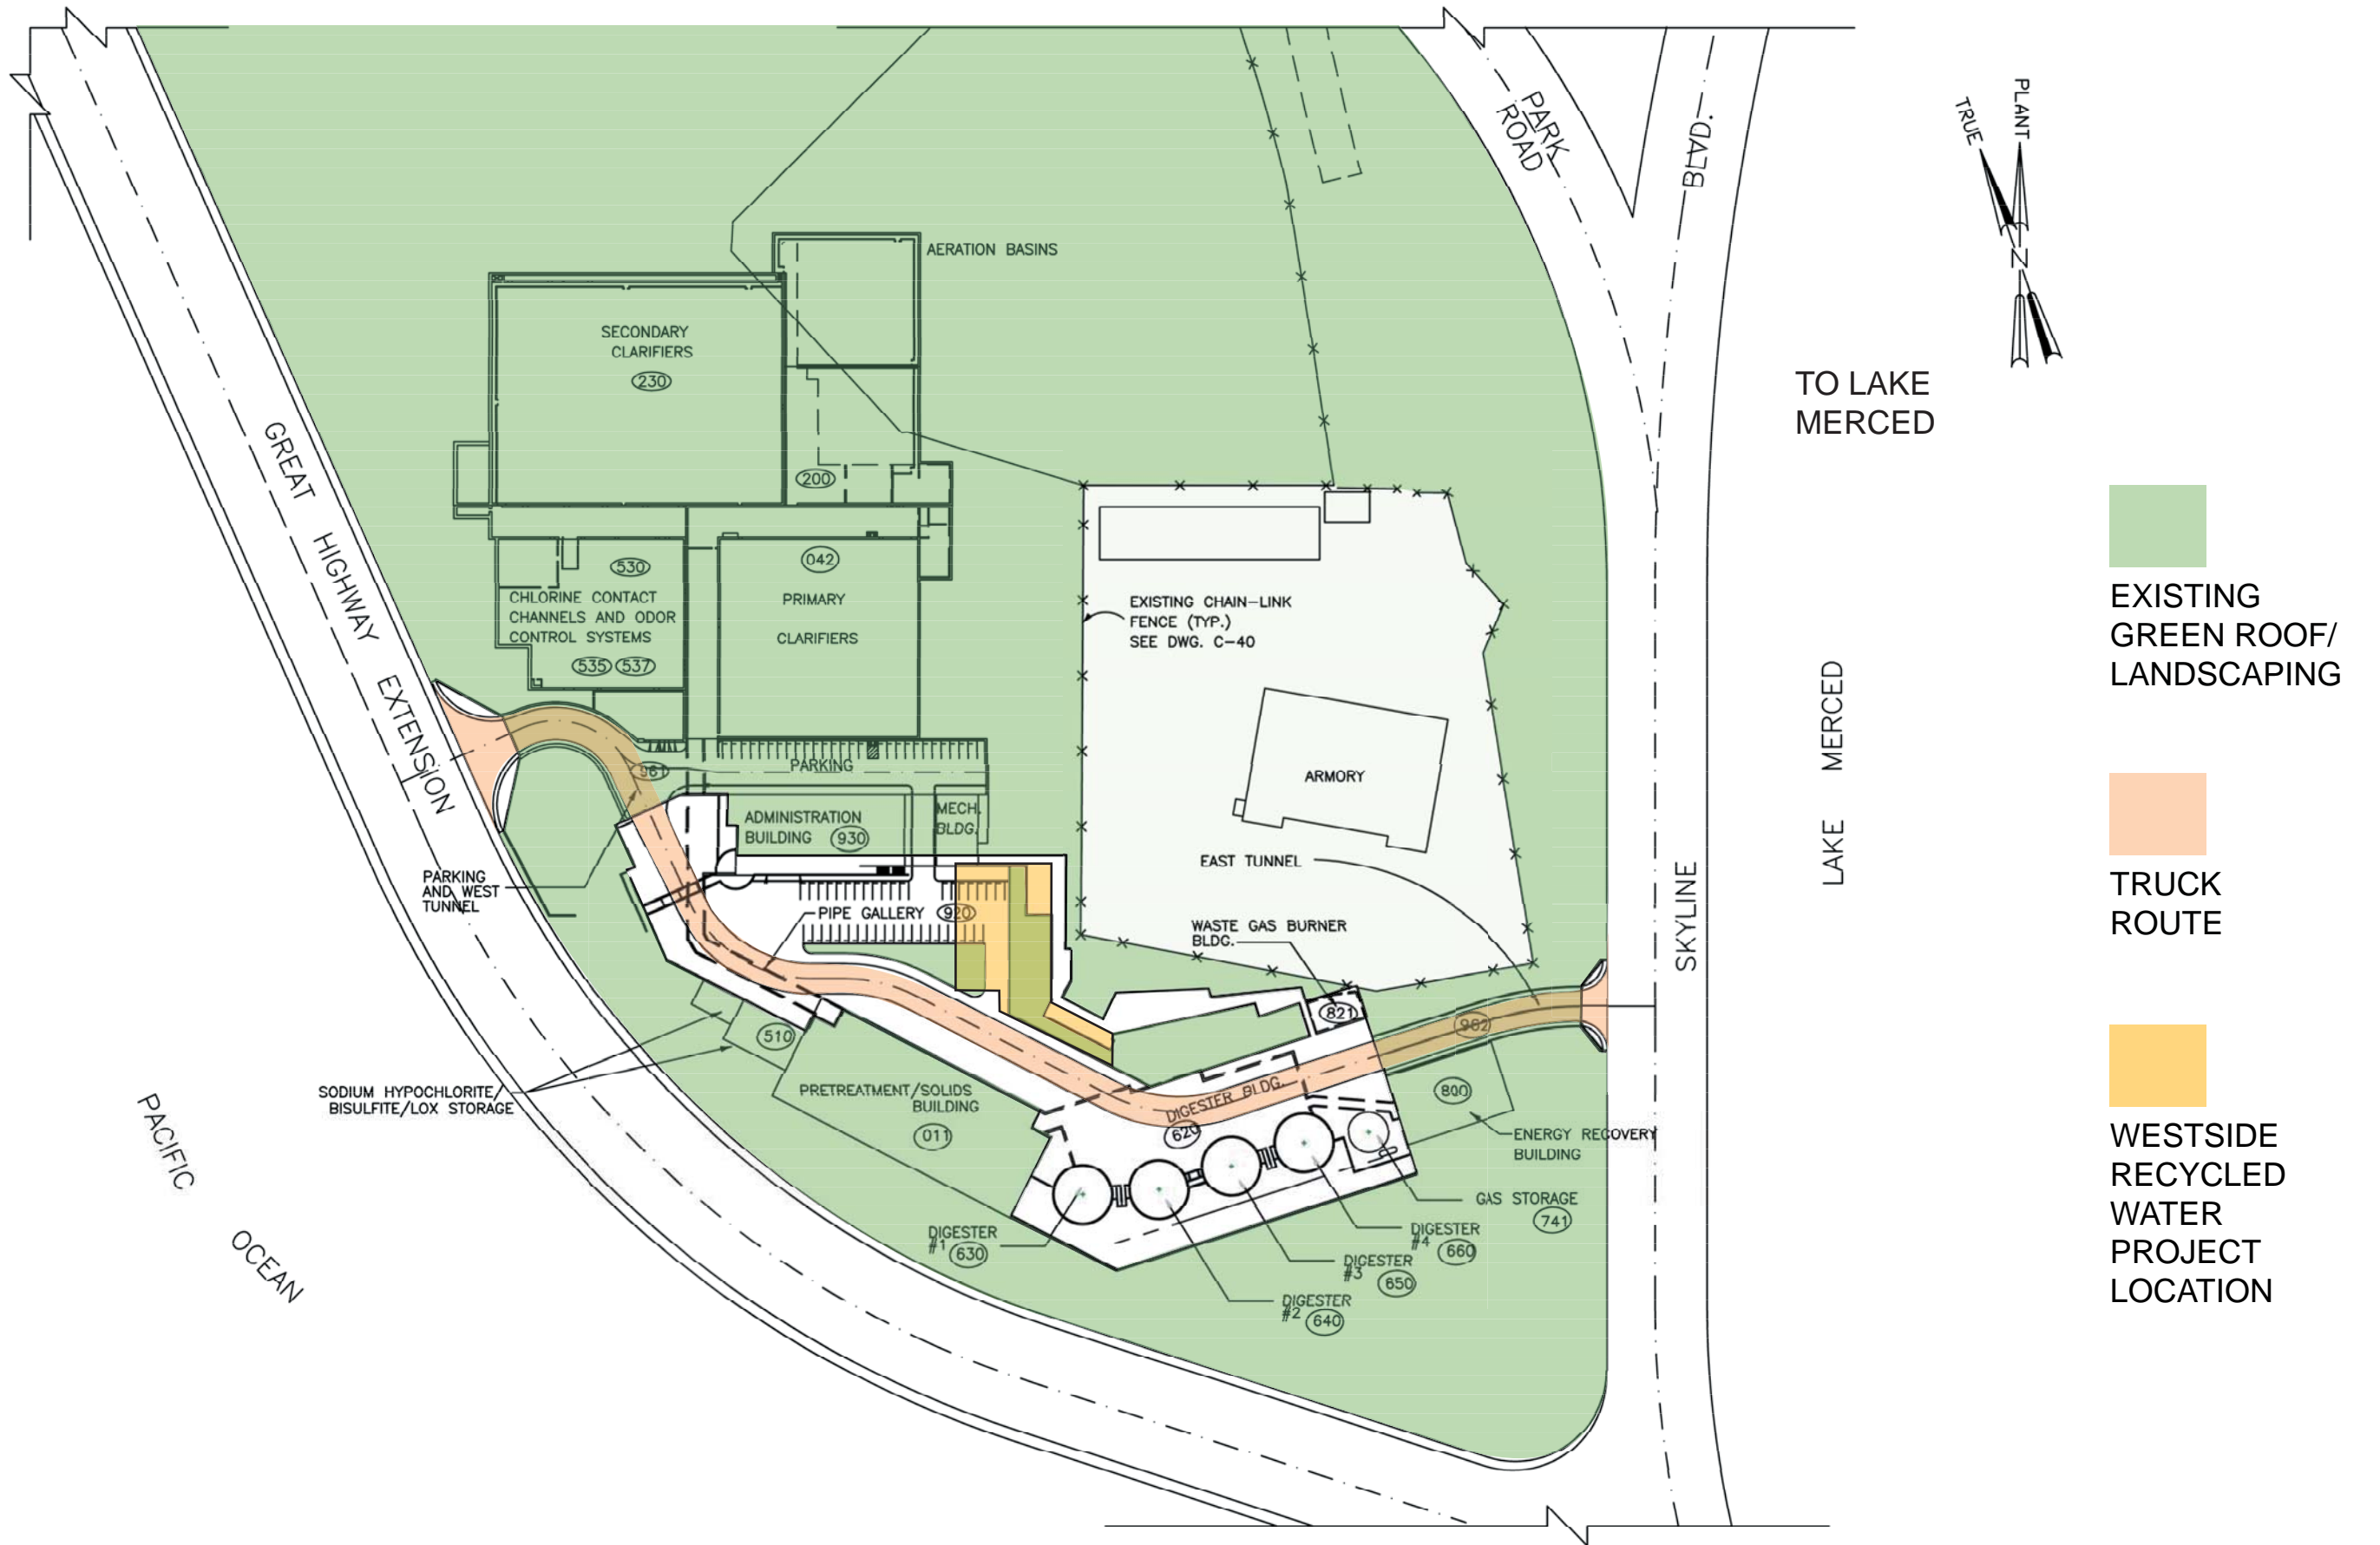 PARK
ROAD
BLVD.
TRUE
PLANT
N
AERATION BASINS
SECONDARY
CLARIFIERS
230
TO LAKE
MERCED
GREAT HIGHWAY EXTENSION
200
530
CHLORINE CONTACT
CHANNELS AND ODOR
CONTROL SYSTEMS
535 537
042
PRIMARY
CLARIFIERS
EXISTING CHAIN-LINK
FENCE (TYP.)
SEE DWG. C-40
EXISTING
GREEN ROOF/
LANDSCAPING
LAKE MERCED
961
PARKING
ARMORY
ADMINISTRATION
BUILDING 930
MECH.
BLDG.
EAST TUNNEL
PARKING
AND WEST
TUNNEL
PIPE GALLERY 920
WASTE GAS BURNER
BLDG.
SKYLINE
TRUCK
ROUTE
821
962
510
SODIUM HYPOCHLORITE/
BISULFITE/LOX STORAGE
PRETREATMENT/SOLIDS
BUILDING
011
DIGESTER BLDG.
620
800
ENERGY RECOVERY
BUILDING
PACIFIC OCEAN
GAS STORAGE
741
DIGESTER
#1 630
DIGESTER
#4 660
DIGESTER
#3 650
DIGESTER
#2 640
WESTSIDE
RECYCLED
WATER
PROJECT
LOCATION